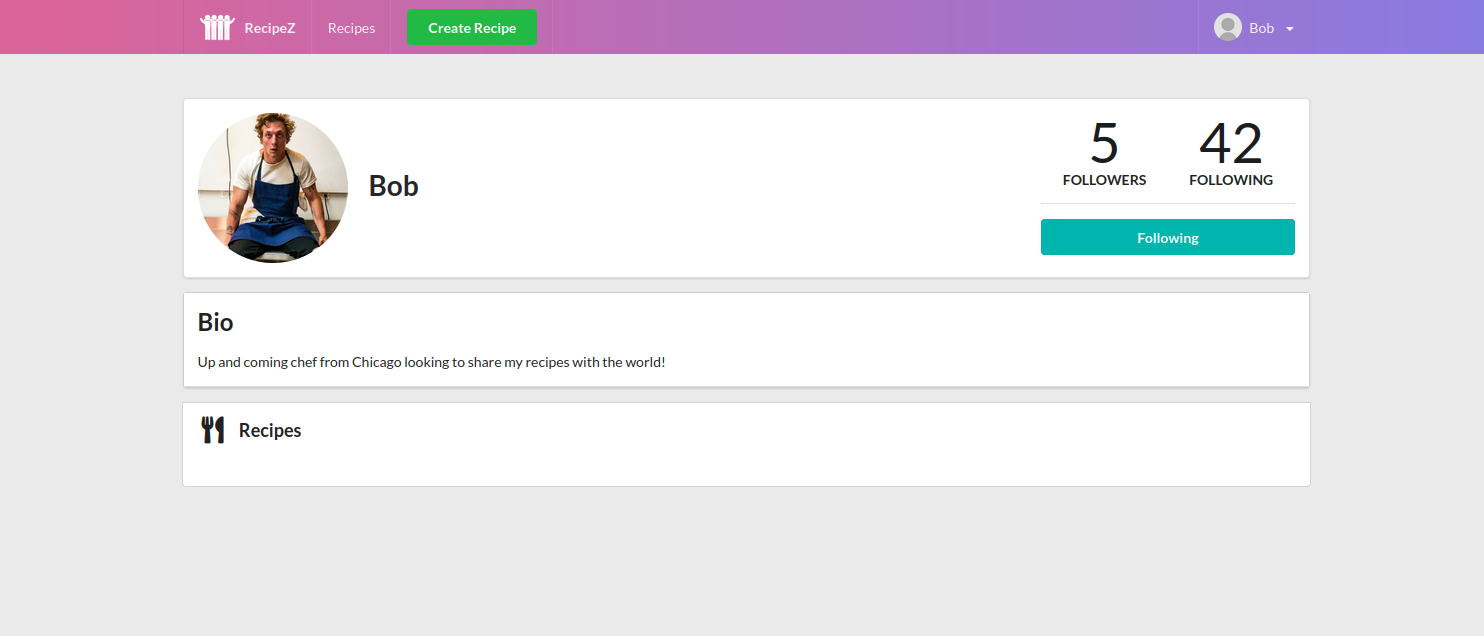 RecipeZ
Recipes
Create Recipe
Bob
Bob
5
FOLLOWERS
42
FOLLOWING
Following
Bio
Up and coming chef from Chicago looking to share my recipes with the world!
Recipes